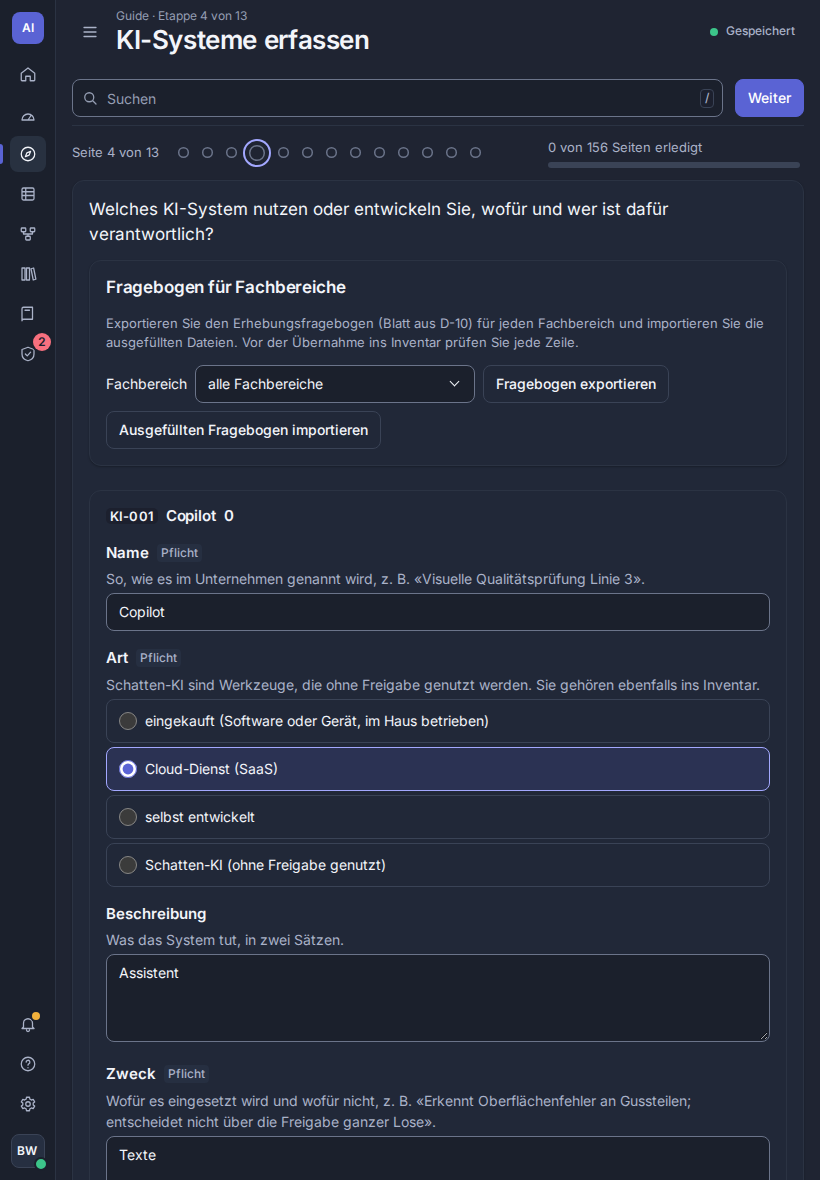 AI
Guide · Etappe 4 von 13
KI-Systeme erfassen
Gespeichert
Suchen
/
Weiter
Seite 4 von 13
0 von 156 Seiten erledigt
Welches KI-System nutzen oder entwickeln Sie, wofür und wer ist dafür
verantwortlich?
Fragebogen für Fachbereiche
Exportieren Sie den Erhebungsfragebogen (Blatt aus D-10) für jeden Fachbereich und importieren Sie die
ausgefüllten Dateien. Vor der Übernahme ins Inventar prüfen Sie jede Zeile.
2
Fachbereich
alle Fachbereiche
Fragebogen exportieren
Ausgefüllten Fragebogen importieren
KI-001 Copilot 0
Name Pflicht
So, wie es im Unternehmen genannt wird, z. B. «Visuelle Qualitätsprüfung Linie 3».
Copilot
Art Pflicht
Schatten-KI sind Werkzeuge, die ohne Freigabe genutzt werden. Sie gehören ebenfalls ins Inventar.
eingekauft (Software oder Gerät, im Haus betrieben)
Cloud-Dienst (SaaS)
selbst entwickelt
Schatten-KI (ohne Freigabe genutzt)
Beschreibung
Was das System tut, in zwei Sätzen.
Assistent
Zweck Pflicht
Wofür es eingesetzt wird und wofür nicht, z. B. «Erkennt Oberflächenfehler an Gussteilen;
entscheidet nicht über die Freigabe ganzer Lose».
Texte
BW